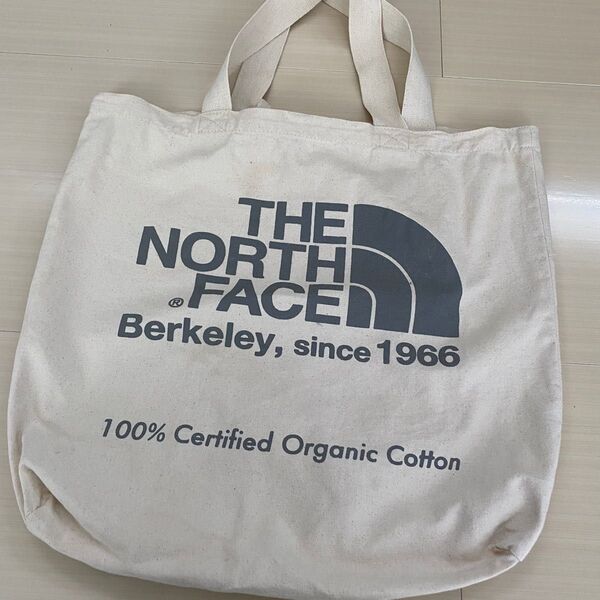 THE
NORTH
® FACE
Berkeley, since 1966
100% Certified Organic Cotton